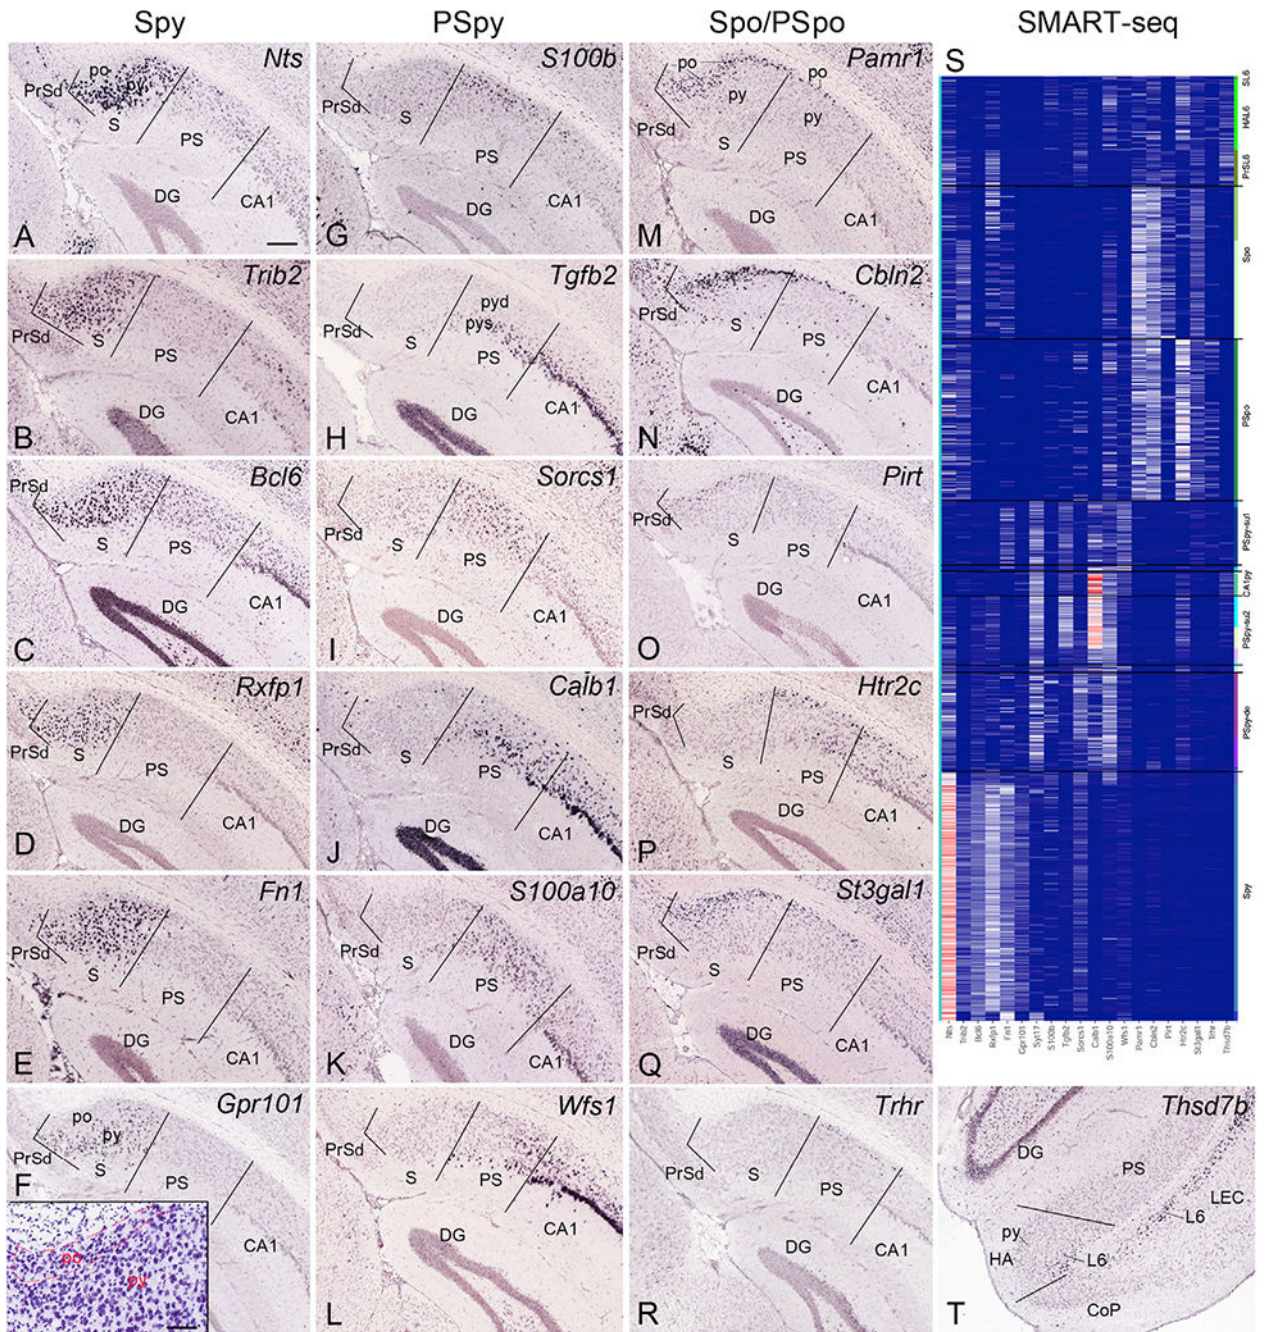 Spy
PSpy
Spo/PSpo
SMART-seq
Nts
po
py
PrSd
S
PS
DG
CA1
A
S100b
PrSd
S
PS
DG
CA1
G
Pamr1
po
po
py
py
PrSd
S
PS
DG
CA1
M
Trib2
PrSd
S
PS
DG
CA1
B
Tgfb2
pyd
pys
PrSd
S
PS
DG
CA1
H
Cbln2
PrSd
S
PS
DG
CA1
N
Bcl6
PrSd
S
PS
DG
CA1
C
Sorcs1
PrSd
S
PS
DG
CA1
I
Pirt
PrSd
S
PS
DG
CA1
O
Rxfp1
PrSd
S
PS
DG
CA1
D
Calb1
PrSd
S
PS
DG
CA1
J
Htr2c
PrSd
S
PS
DG
CA1
P
Fn1
PrSd
S
PS
DG
CA1
E
S100a10
PrSd
S
PS
DG
CA1
K
St3gal1
PrSd
S
PS
DG
CA1
Q
Gpr101
po
py
PrSd
S
PS
CA1
F
po
py
Wfs1
PrSd
S
PS
DG
CA1
L
Trhr
PrSd
S
PS
DG
CA1
R
S
SL6
HAL6
PrSL6
Spo
PSpo
PSpy-su1
CA1py
PSpy-su2
PSpy-de
Spy
Nts
Trib2
Bcl6
Rxfp1
Fn1
Gpr101
Syt17
S100b
Tgfb2
Sorcs1
Calb1
S100a10
Wfs1
Pamr1
Cbln2
Pirt
Htr2c
St3gal1
Trhr
Thsd7b
Thsd7b
DG
PS
LEC
L6
py
HA
L6
CoP
T